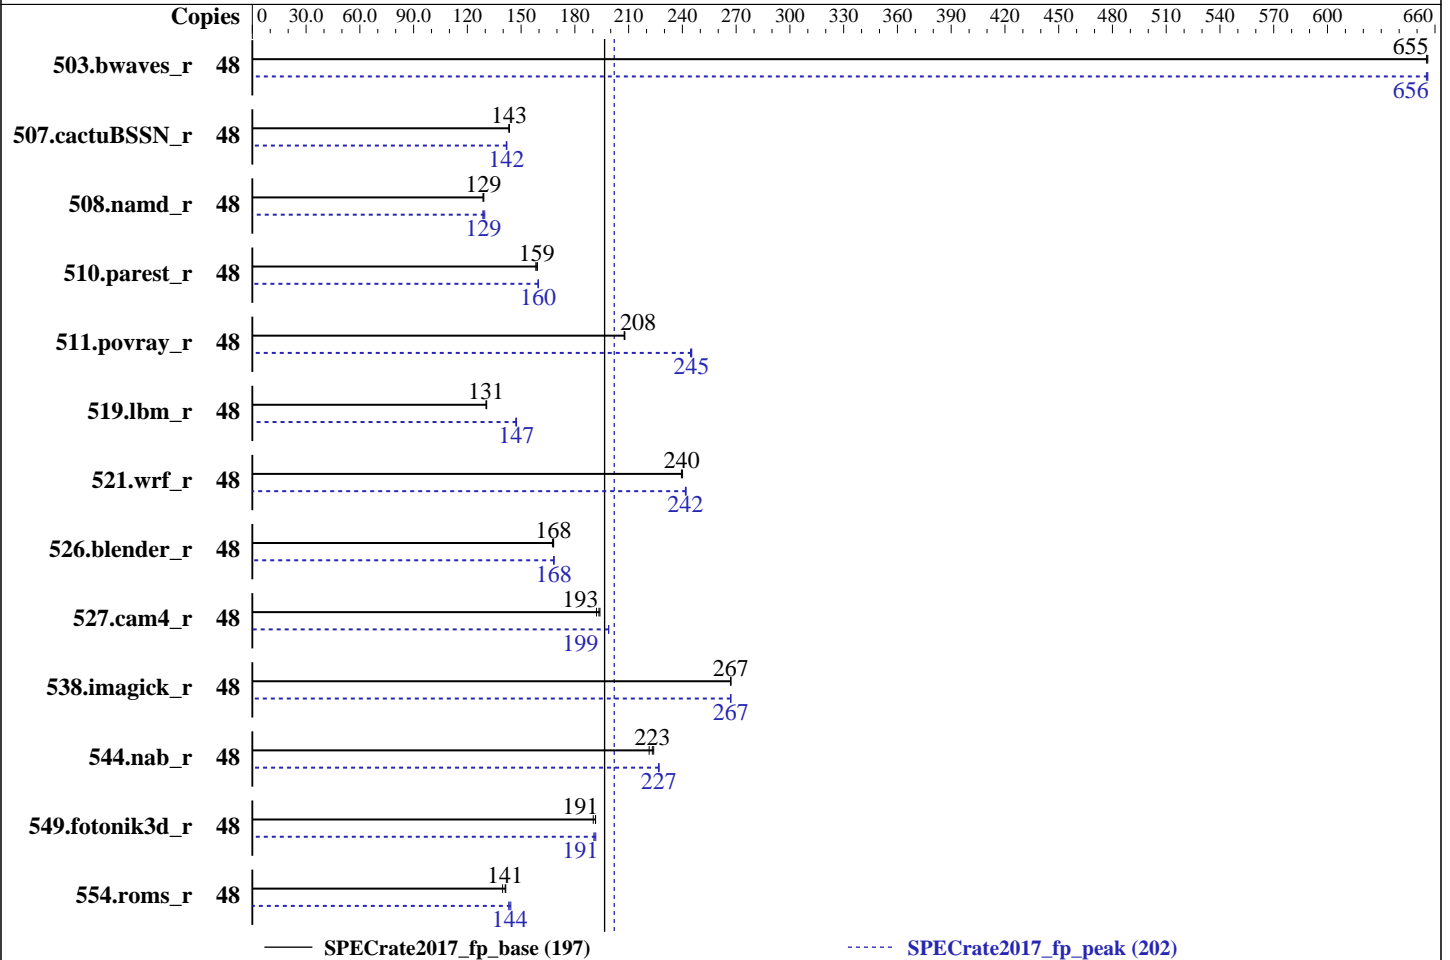 Copies 0 30.0 60.0 90.0 120 150 180 210 240 270 300 330 360 390 420 450 480 510 540 570 600 660
503.bwaves_r 48 655
656
507.cactuBSSN_r 48 143
142
508.namd_r 48 129
129
510.parest_r 48 159
160
511.povray_r 48 208
245
519.lbm_r 48 131
147
521.wrf_r 48 240
242
526.blender_r 48 168
168
527.cam4_r 48 193
199
538.imagick_r 48 267
267
544.nab_r 48 223
227
549.fotonik3d_r 48 191
191
554.roms_r 48 141
144
SPECrate2017_fp_base (197) SPECrate2017_fp_peak (202)